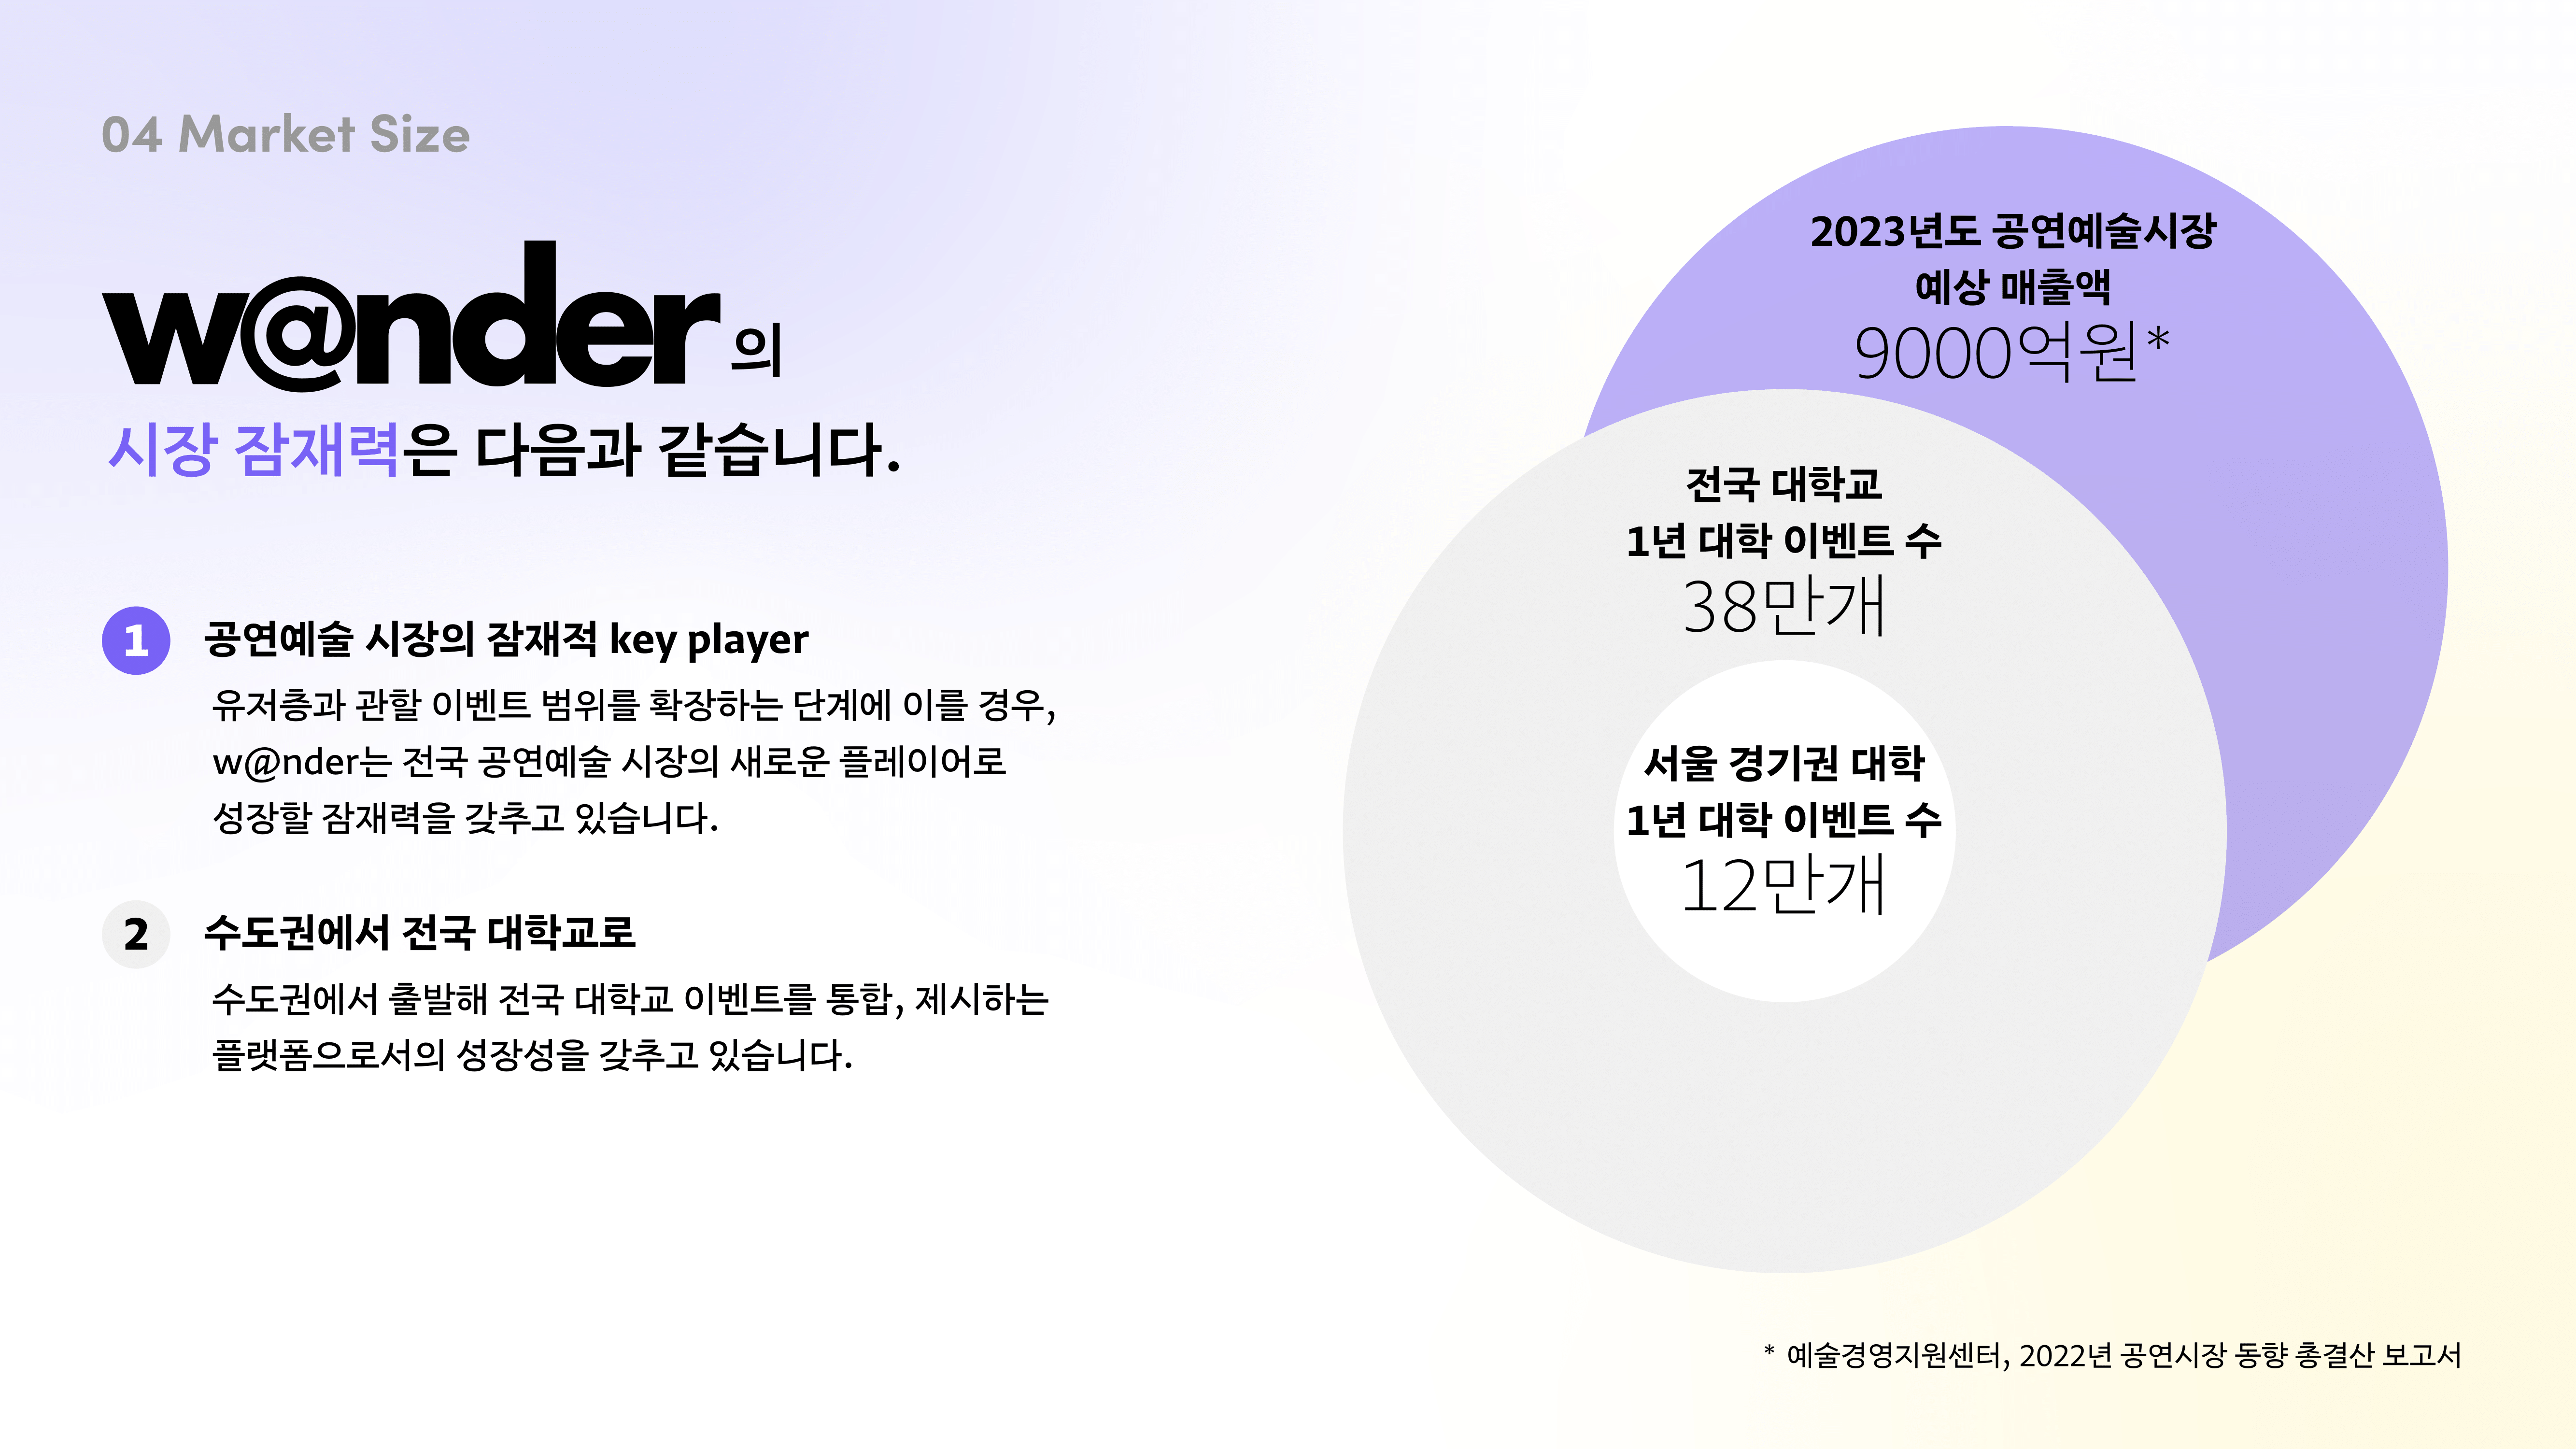 04 Market Size
w@nder의
시장 잠재력은 다음과 같습니다.
1 공연예술 시장의 잠재적 key player
유저층과 관할 이벤트 범위를 확장하는 단계에 이를 경우,
w@nder는 전국 공연예술 시장의 새로운 플레이어로
성장할 잠재력을 갖추고 있습니다.
2 수도권에서 전국 대학교로
수도권에서 출발해 전국 대학교 이벤트를 통합, 제시하는
플랫폼으로서의 성장성을 갖추고 있습니다.
2023년도 공연예술시장
예상 매출액
9000억원*
전국 대학교
1년 대학 이벤트 수
38만개
서울 경기권 대학
1년 대학 이벤트 수
12만개
* 예술경영지원센터, 2022년 공연시장 동향 총결산 보고서